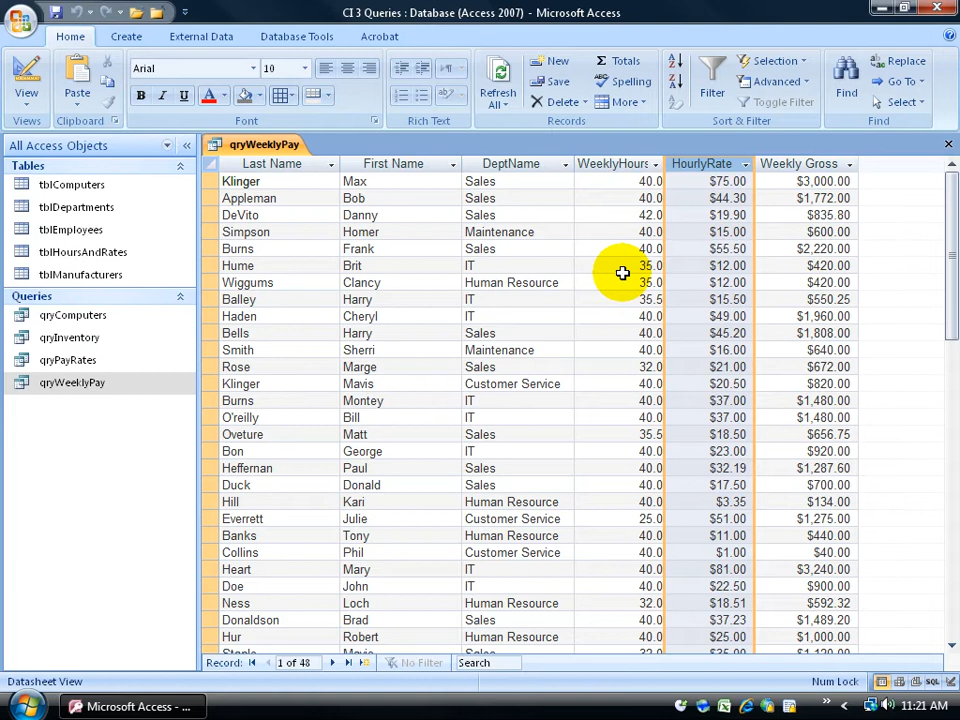 CI 3 Queries : Database (Access 2007) - Microsoft Access
Home Create External Data Database Tools Acrobat
View
Views
Paste
Clipboard
Arial 10
B I U A
Font
Rich Text
Refresh All
New Totals
Save Spelling
Delete More
Records
Filter
Selection
Advanced
Toggle Filter
Sort & Filter
Find
Replace
Go To
Select
Find
All Access Objects
Tables
tblComputers
tblDepartments
tblEmployees
tblHoursAndRates
tblManufacturers
Queries
qryComputers
qryInventory
qryPayRates
qryWeeklyPay
qryWeeklyPay
Last Name First Name DeptName WeeklyHours HourlyRate Weekly Gross
Klinger Max Sales 40.0 $75.00 $3,000.00
Appleman Bob Sales 40.0 $44.30 $1,772.00
DeVito Danny Sales 42.0 $19.90 $835.80
Simpson Homer Maintenance 40.0 $15.00 $600.00
Burns Frank Sales 40.0 $55.50 $2,220.00
Hume Brit IT 35.0 $12.00 $420.00
Wiggums Clancy Human Resource 35.0 $12.00 $420.00
Balley Harry IT 35.5 $15.50 $550.25
Haden Cheryl IT 40.0 $49.00 $1,960.00
Bells Harry Sales 40.0 $45.20 $1,808.00
Smith Sherri Maintenance 40.0 $16.00 $640.00
Rose Marge Sales 32.0 $21.00 $672.00
Klinger Mavis Customer Service 40.0 $20.50 $820.00
Burns Montey IT 40.0 $37.00 $1,480.00
O'reilly Bill IT 40.0 $37.00 $1,480.00
Oveture Matt Sales 35.5 $18.50 $656.75
Bon George IT 40.0 $23.00 $920.00
Heffernan Paul Sales 40.0 $32.19 $1,287.60
Duck Donald Sales 40.0 $17.50 $700.00
Hill Kari Human Resource 40.0 $3.35 $134.00
Everrett Julie Customer Service 25.0 $51.00 $1,275.00
Banks Tony Human Resource 40.0 $11.00 $440.00
Collins Phil Customer Service 40.0 $1.00 $40.00
Heart Mary IT 40.0 $81.00 $3,240.00
Doe John IT 40.0 $22.50 $900.00
Ness Loch Human Resource 32.0 $18.51 $592.32
Donaldson Brad Sales 40.0 $37.23 $1,489.20
Hur Robert Human Resource 40.0 $25.00 $1,000.00
Record: 1 of 48 No Filter Search
Datasheet View Num Lock SQL
Microsoft Access - ... 11:21 AM